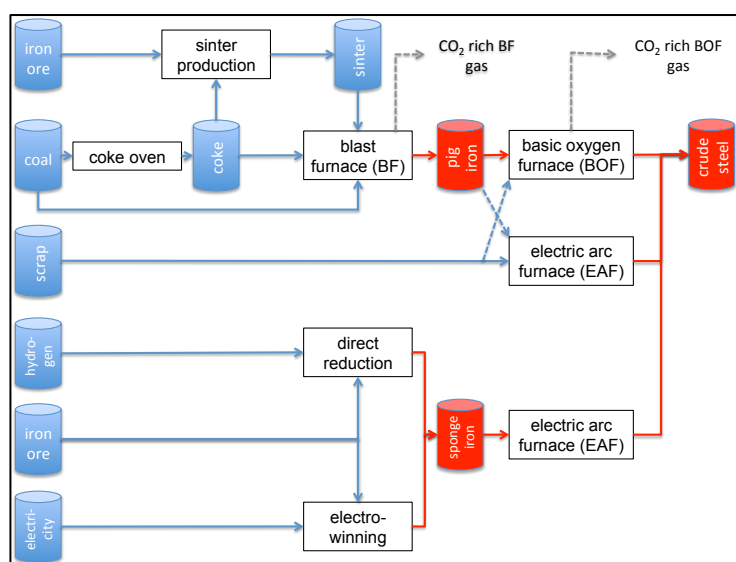 iron
ore
sinter
production
sinter
CO2 rich BF
gas
CO2 rich BOF
gas
coal
coke oven
coke
blast
furnace (BF)
pig
iron
basic oxygen
furnace (BOF)
crude
steel
scrap
electric arc
furnace (EAF)
hydro-
gen
direct
reduction
iron
ore
sponge
iron
electric arc
furnace (EAF)
electri-
city
electro-
winning